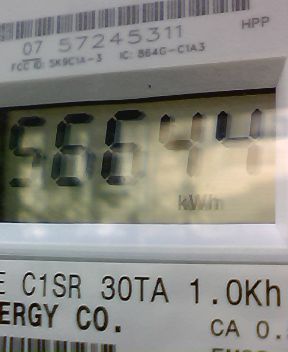 HPP
07 57245311
FCC ID: SK9C1A-3 IC: 864G-C1A3
56644
kWh
E C1SR 30TA 1.0Kh
ERGY CO.
CA 0.